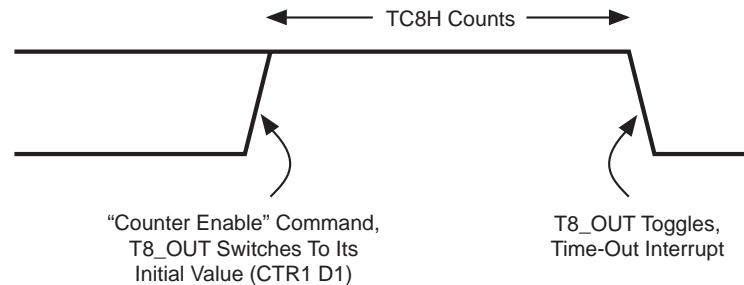 TC8H Counts
“Counter Enable” Command,
T8_OUT Switches To Its
Initial Value (CTR1 D1)
T8_OUT Toggles,
Time-Out Interrupt